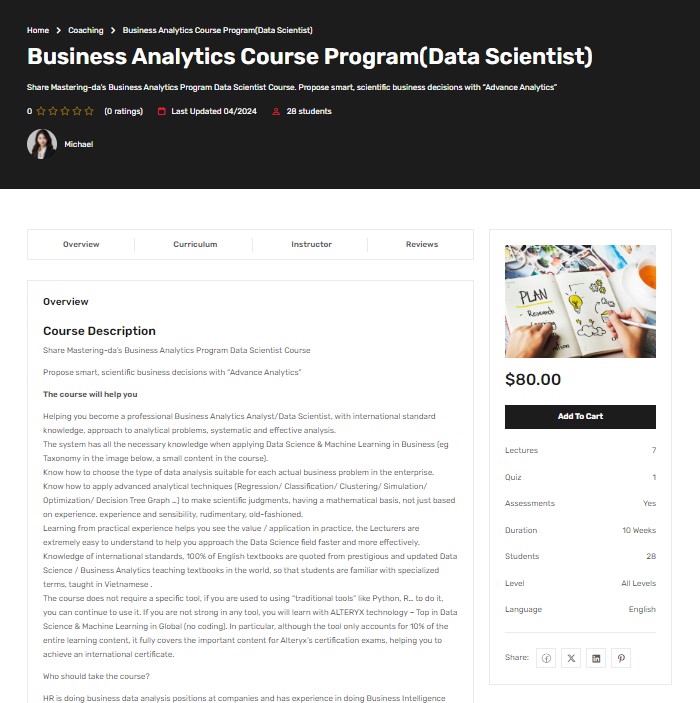 Home > Coaching > Business Analytics Course Program(Data Scientist)
Business Analytics Course Program(Data Scientist)
Share Mastering-da's Business Analytics Program Data Scientist Course. Propose smart, scientific business decisions with "Advance Analytics"
0 (0 ratings) Last Updated 04/2024 28 students
Michael
Overview Curriculum Instructor Reviews
Overview
Course Description
Share Mastering-da's Business Analytics Program Data Scientist Course
Propose smart, scientific business decisions with "Advance Analytics"
The course will help you
Helping you become a professional Business Analytics Analyst/Data Scientist, with international standard
knowledge, approach to analytical problems, systematic and effective analysis.
The system has all the necessary knowledge when applying Data Science & Machine Learning in Business (eg
Taxonomy in the image below, a small content in the course).
Know how to choose the type of data analysis suitable for each actual business problem in the enterprise.
Know how to apply advanced analytical techniques (Regression/ Classification/ Clustering/ Simulation/
Optimization/ Decision Tree Graph ...) to make scientific judgments, having a mathematical basis, not just based
on experience. experience and sensibility, rudimentary, old-fashioned.
Learning from practical experience helps you see the value / application in practice, the Lecturers are
extremely easy to understand to help you approach the Data Science field faster and more effectively.
Knowledge of international standards, 100% of English textbooks are quoted from prestigious and updated Data
Science / Business Analytics teaching textbooks in the world, so that students are familiar with specialized
terms, taught in Vietnamese .
The course does not require a specific tool, if you are used to using "traditional tools" like Python, R... to do it,
you can continue to use it. If you are not strong in any tool, you will learn with ALTERYX technology – Top in Data
Science & Machine Learning in Global (no coding). In particular, although the tool only accounts for 10% of the
entire learning content, it fully covers the important content for Alteryx's certification exams, helping you to
achieve an international certificate.
Who should take the course?
HR is doing business data analysis positions at companies and has experience in doing Business Intelligence
PLAN
Research
$80.00
Add To Cart
Lectures 7
Quiz 1
Assessments Yes
Duration 10 Weeks
Students 28
Level All Levels
Language English
Share: